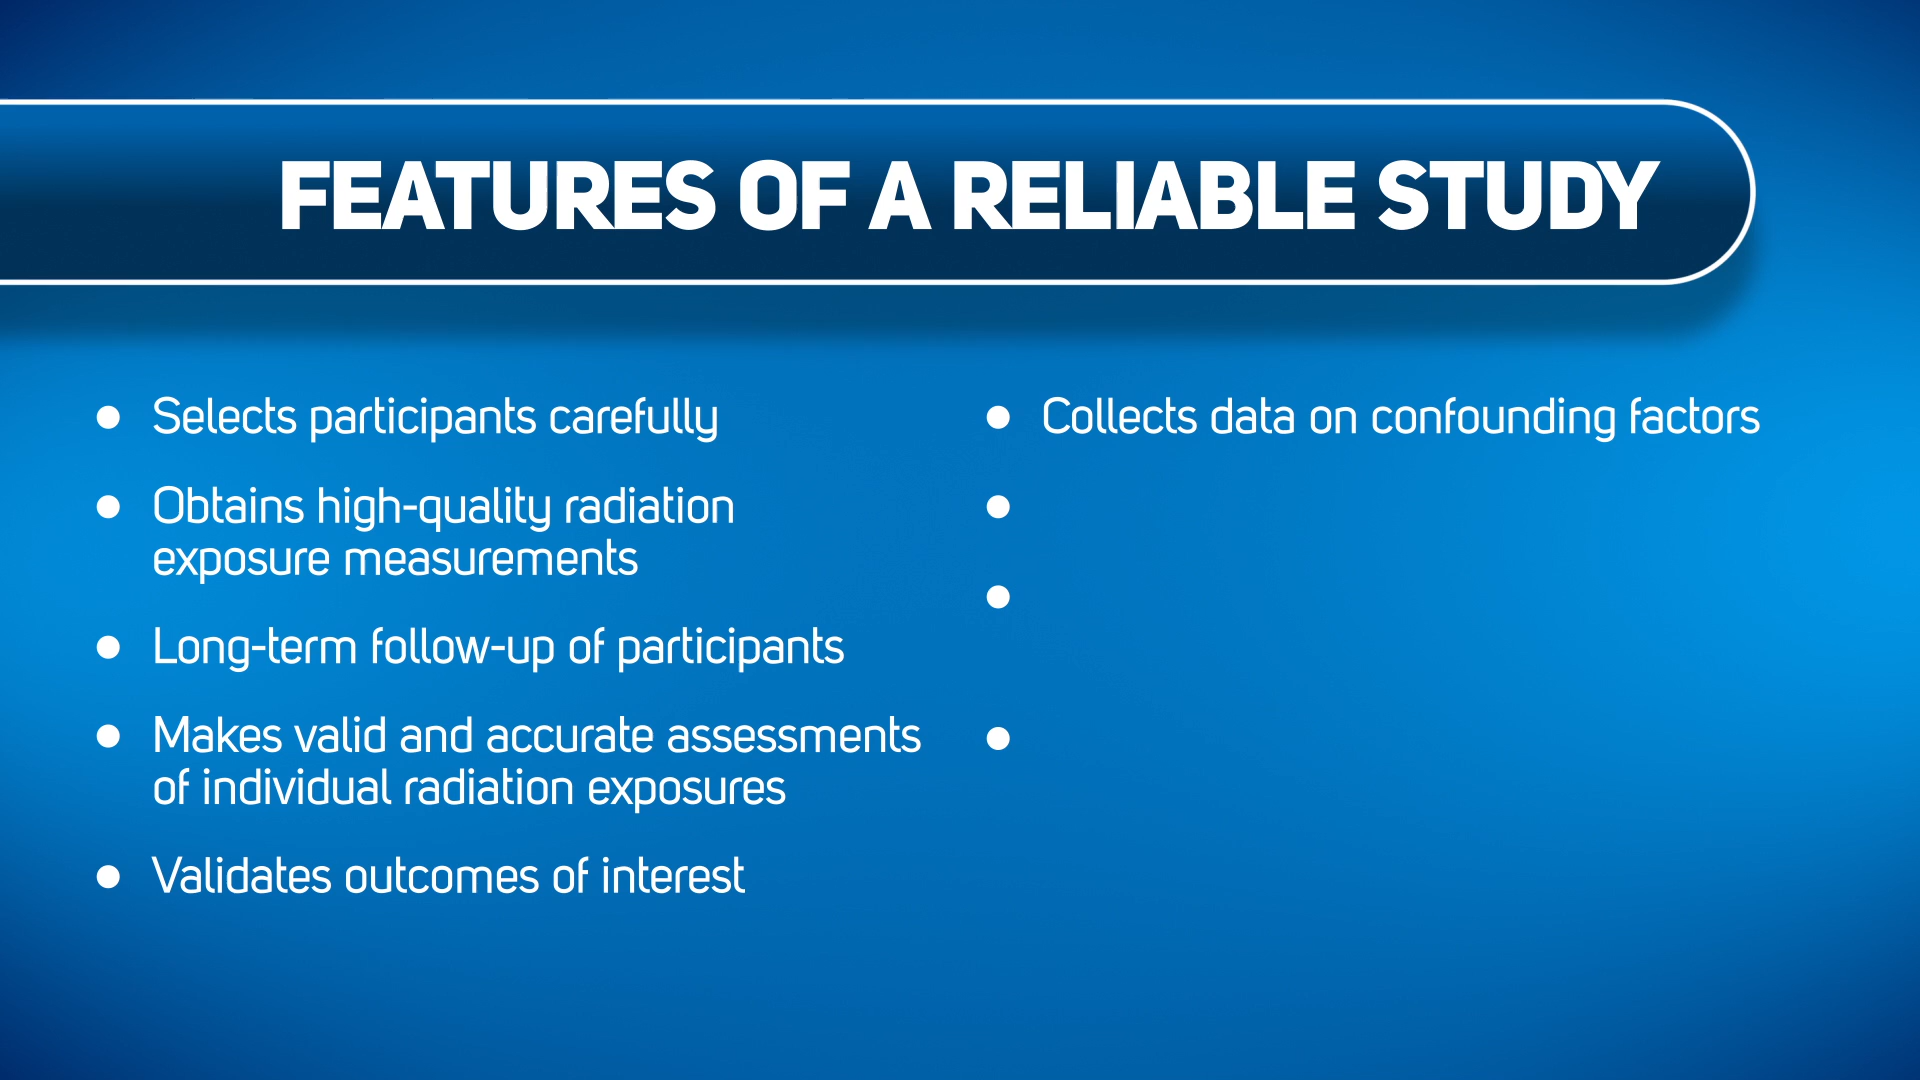 FEATURES OF A RELIABLE STUDY
● Selects participants carefully
● Obtains high-quality radiation
exposure measurements
● Long-term follow-up of participants
● Makes valid and accurate assessments
of individual radiation exposures
● Validates outcomes of interest
● Collects data on confounding factors
●
●
●